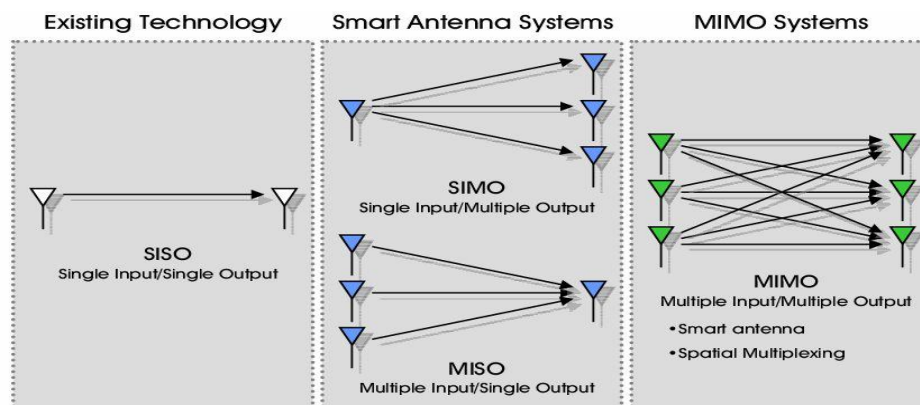 Existing Technology
SISO
Single Input/Single Output
Smart Antenna Systems
SIMO
Single Input/Multiple Output
MISO
Multiple Input/Single Output
MIMO Systems
MIMO
Multiple Input/Multiple Output
•Smart antenna
•Spatial Multiplexing